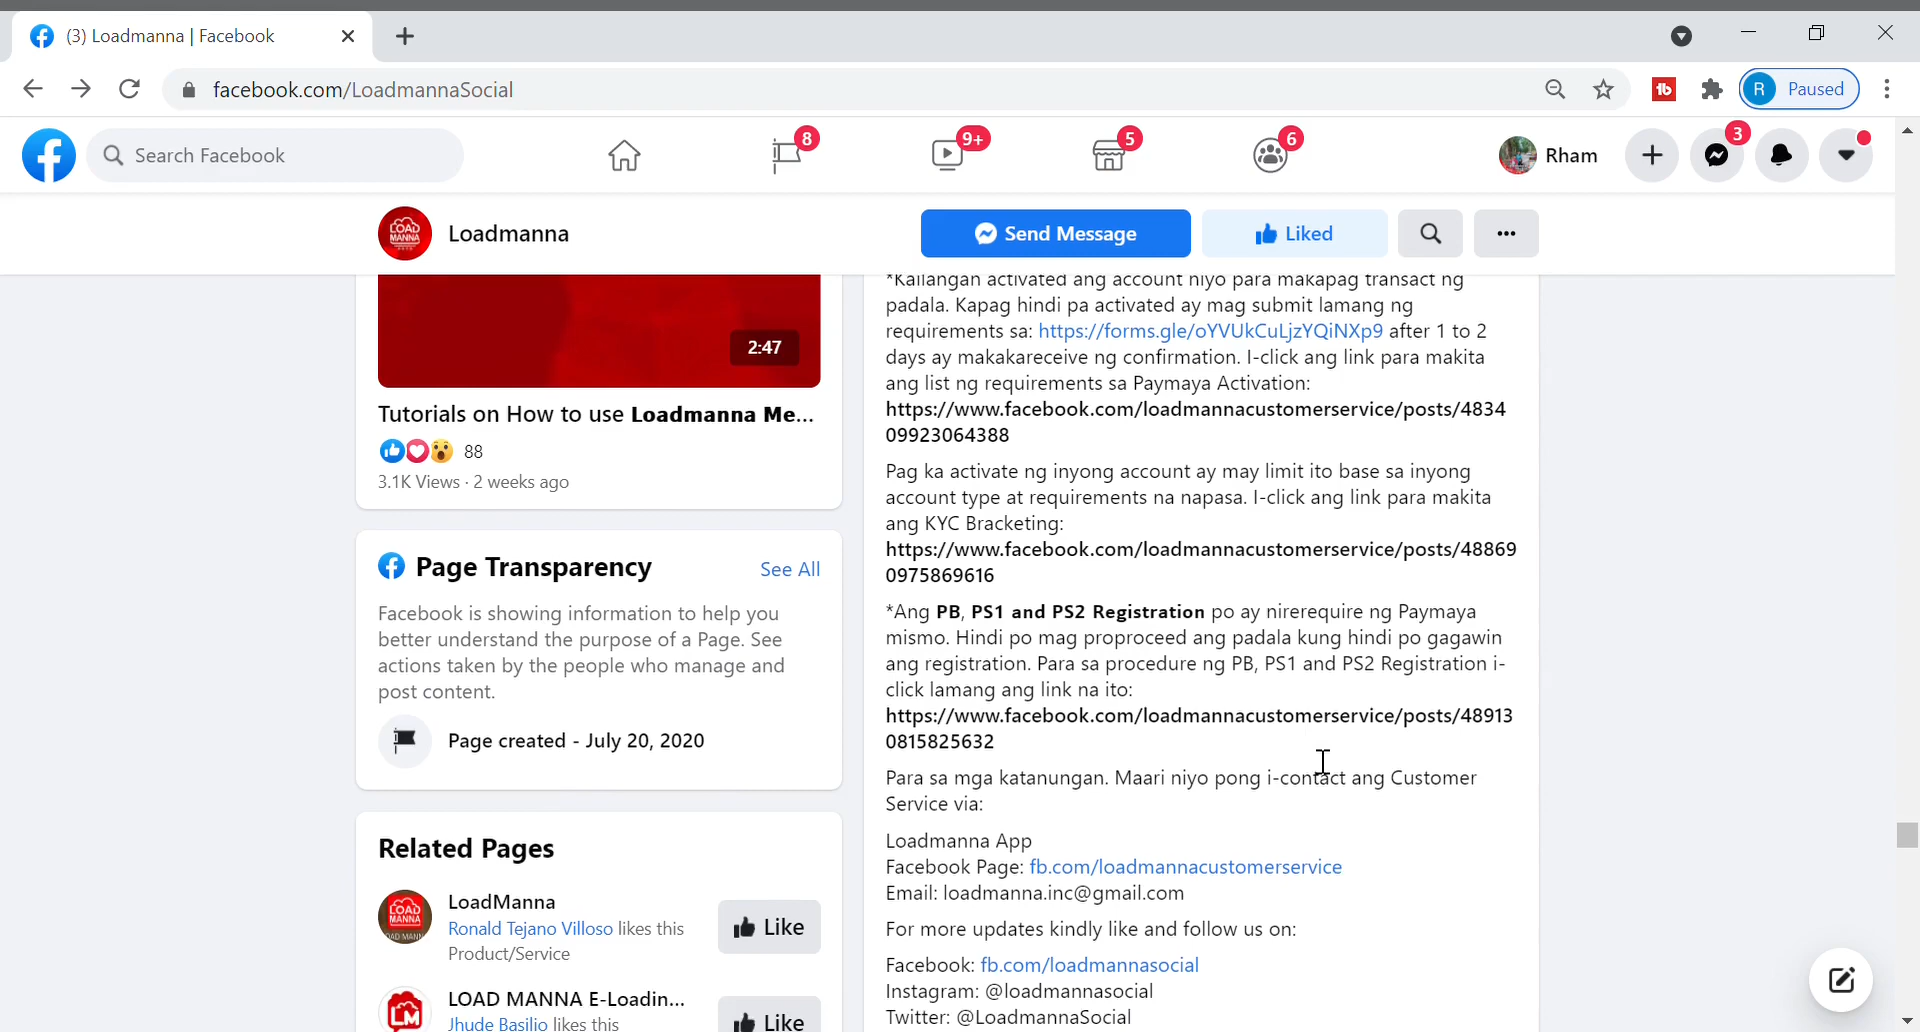 (3) Loadmanna | Facebook
facebook.com/LoadmannaSocial
R Paused
Search Facebook
8
9+
5
6
Rham
3
LOAD MANNA
Loadmanna
Send Message
Liked
2:47
Tutorials on How to use Loadmanna Me...
88
3.1K Views · 2 weeks ago
Page Transparency
See All
Facebook is showing information to help you
better understand the purpose of a Page. See
actions taken by the people who manage and
post content.
Page created - July 20, 2020
Related Pages
LOAD MANNA
LoadManna
Ronald Tejano Villoso likes this
Product/Service
Like
LM
LOAD MANNA E-Loadin...
Jhude Basilio likes this
Like
*Kailangan activated ang account niyo para makapag transact ng
padala. Kapag hindi pa activated ay mag submit lamang ng
requirements sa: https://forms.gle/oYVUkCuLjzYQiNXp9 after 1 to 2
days ay makakareceive ng confirmation. I-click ang link para makita
ang list ng requirements sa Paymaya Activation:
https://www.facebook.com/loadmannacustomerservice/posts/4834
09923064388
Pag ka activate ng inyong account ay may limit ito base sa inyong
account type at requirements na napasa. I-click ang link para makita
ang KYC Bracketing:
https://www.facebook.com/loadmannacustomerservice/posts/48869
0975869616
*Ang PB, PS1 and PS2 Registration po ay nirerequire ng Paymaya
mismo. Hindi po mag proproceed ang padala kung hindi po gagawin
ang registration. Para sa procedure ng PB, PS1 and PS2 Registration i-
click lamang ang link na ito:
https://www.facebook.com/loadmannacustomerservice/posts/48913
0815825632
Para sa mga katanungan. Maari niyo pong i-contact ang Customer
Service via:
Loadmanna App
Facebook Page: fb.com/loadmannacustomerservice
Email: loadmanna.inc@gmail.com
For more updates kindly like and follow us on:
Facebook: fb.com/loadmannasocial
Instagram: @loadmannasocial
Twitter: @LoadmannaSocial